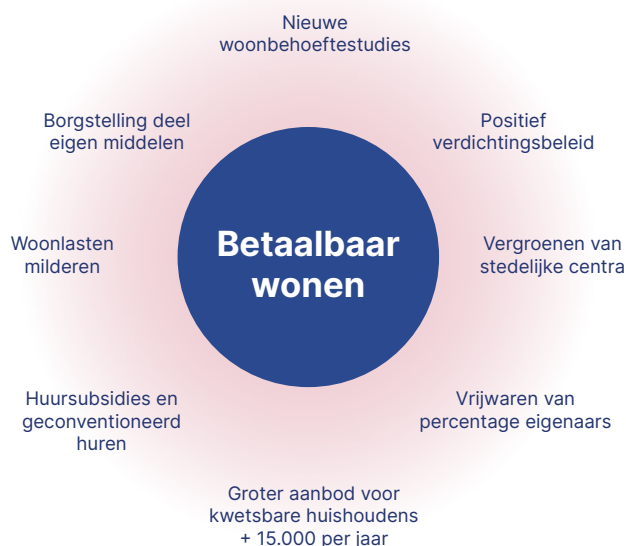 Nieuwe
woonbehoeftestudies
Borgstelling deel
eigen middelen
Positief
verdichtingsbeleid
Woonlasten
milderen
Betaalbaar
wonen
Vergroenen van
stedelijke centra
Huursubsidies en
geconventioneerd
huren
Vrijwaren van
percentage eigenaars
Groter aanbod voor
kwetsbare huishoudens
+ 15.000 per jaar